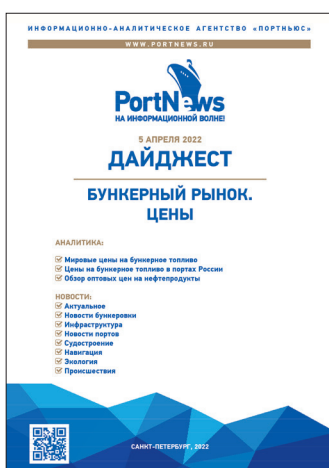 ИНФОРМАЦИОННО-АНАЛИТИЧЕСКОЕ АГЕНТСТВО «ПОРТНЬЮС»
WWW.PORTNEWS.RU
PortNews
НА ИНФОРМАЦИОННОЙ ВОЛНЕ!
5 АПРЕЛЯ 2022
ДАЙДЖЕСТ
БУНКЕРНЫЙ РЫНОК.
ЦЕНЫ
АНАЛИТИКА:
Мировые цены на бункерное топливо
Цены на бункерное топливо в портах России
Обзор оптовых цен на нефтепродукты
НОВОСТИ:
Актуальное
Новости бункеровки
Инфраструктура
Новости портов
Судостроение
Навигация
Экология
Происшествия
САНКТ-ПЕТЕРБУРГ, 2022